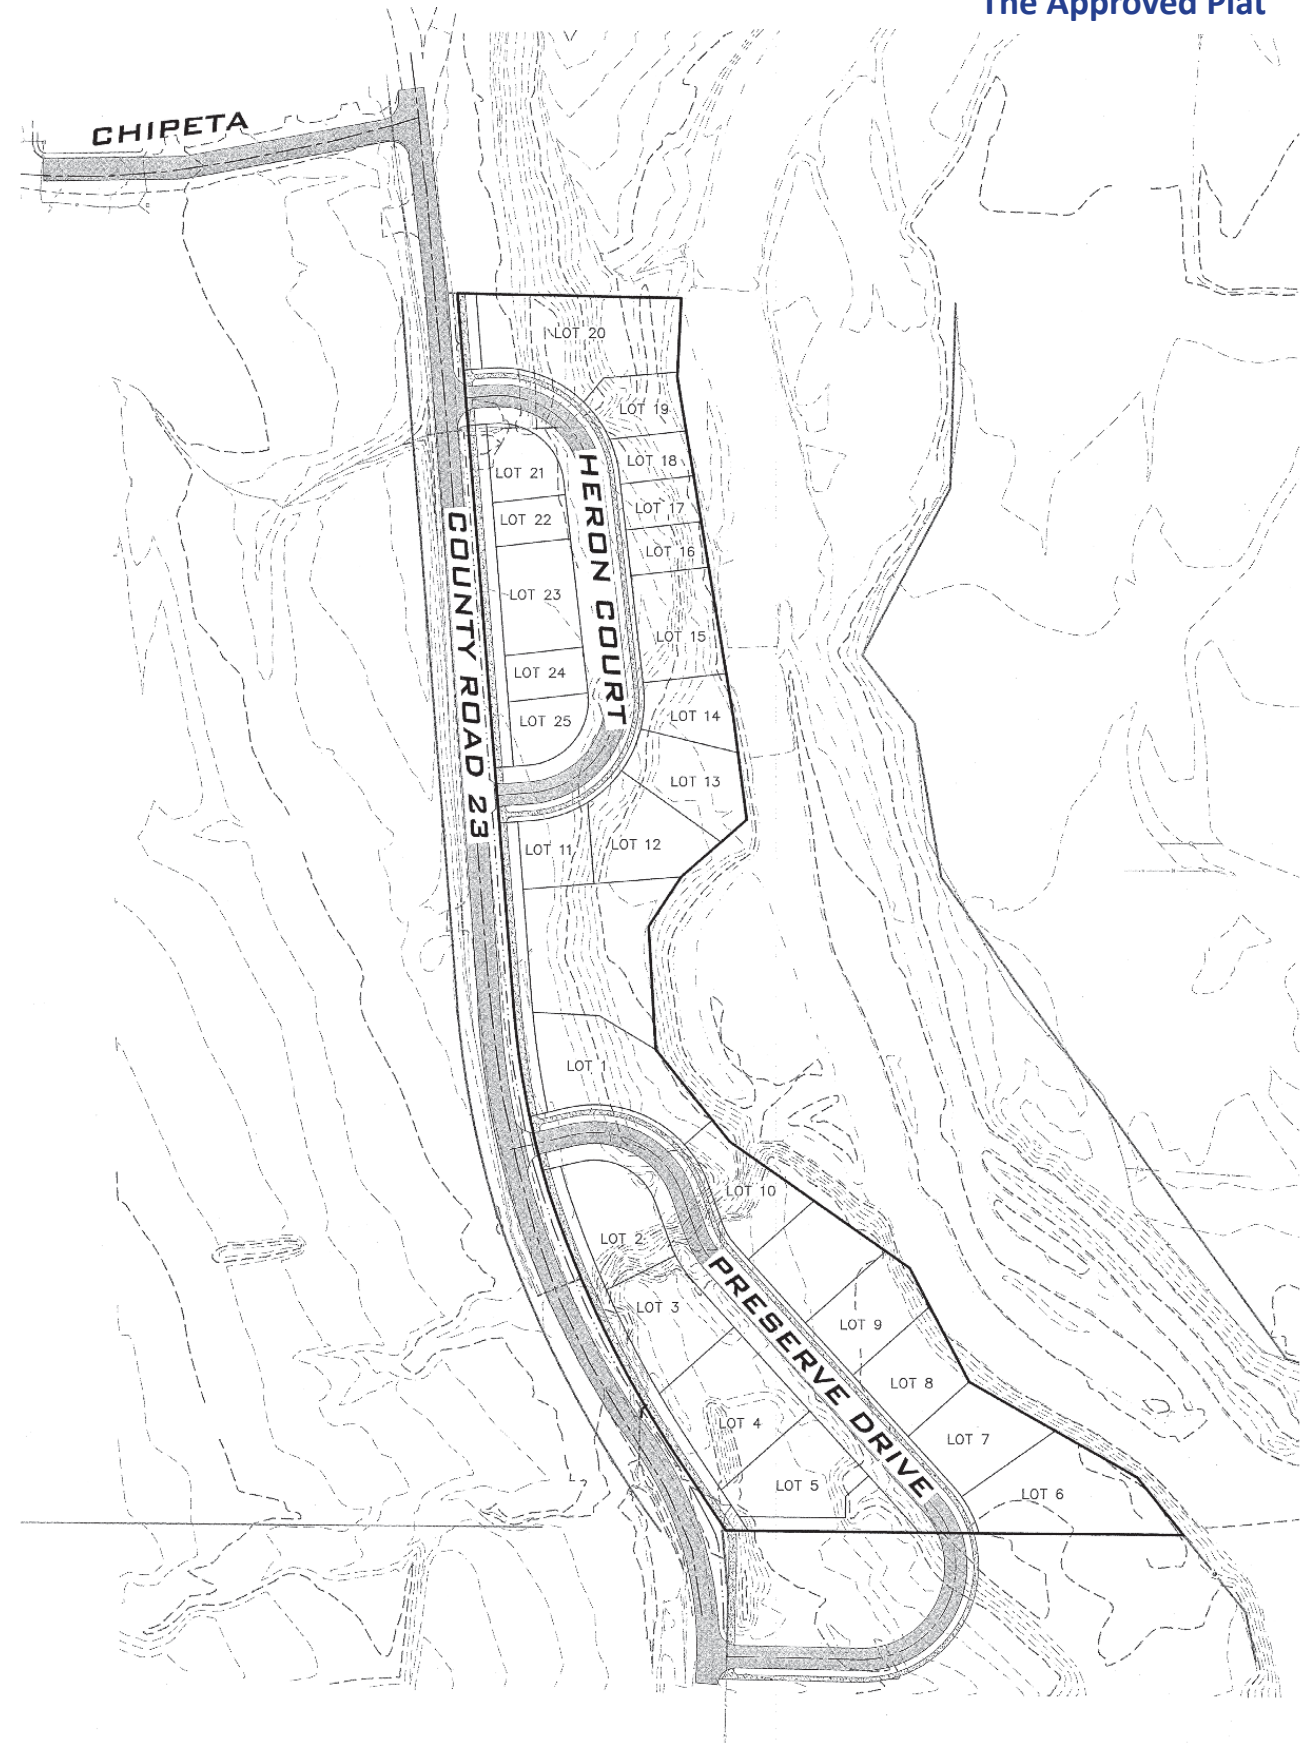 The Approved Plat
CHIPETA
LOT 20
LOT 19
LOT 18
LOT 21
LOT 17
LOT 22
LOT 16
HERON COURT
COUNTY ROAD 23
LOT 23
LOT 15
LOT 24
LOT 14
LOT 25
LOT 13
LOT 12
LOT 11
LOT 1
LOT 10
LOT 2
LOT 3
LOT 9
PRESERVE DRIVE
LOT 8
LOT 4
LOT 7
LOT 5
LOT 6